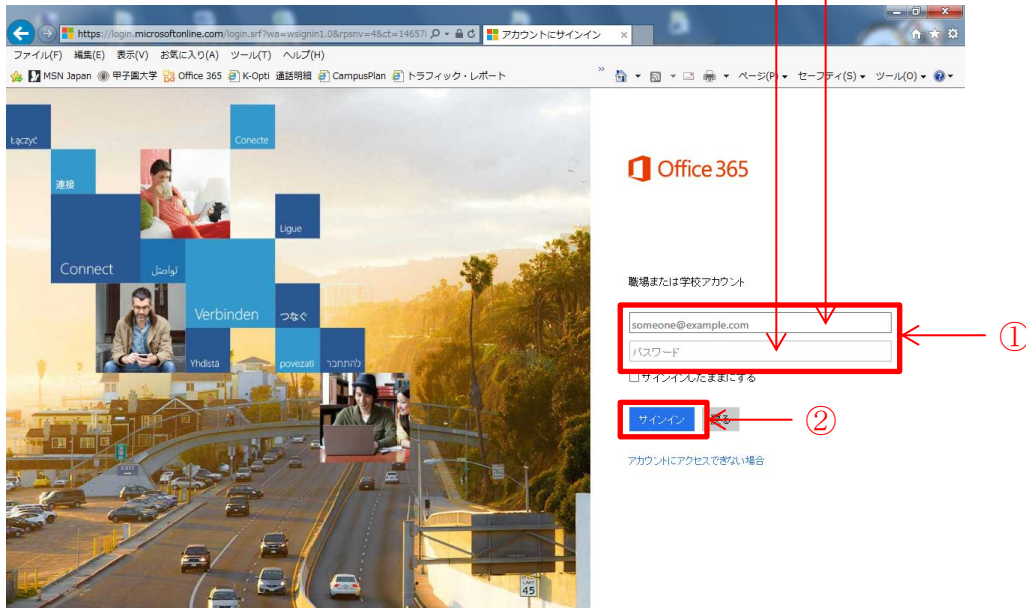 https://login.microsoftonline.com/login.srf?wa=wsignin1.0&rpsnv=4&ct=14657
アカウントにサインイン
ファイル(F) 編集(E) 表示(V) お気に入り(A) ツール(T) ヘルプ(H)
MSN Japan 甲子園大学 Office 365 K-Opti 通話明細 CampusPlan トラフィック・レポート
ページ(P) セーフティ(S) ツール(O)
Łączyć
Conecte
連接
Ligue
Connect
تواصل
Verbinden
つなぐ
Yhdistä
povezati
להתחבר
EXIT
LIMIT
45
Office 365
職場または学校アカウント
someone@example.com
パスワード
①
サインインしたままにする
サインイン
②
アカウントにアクセスできない場合